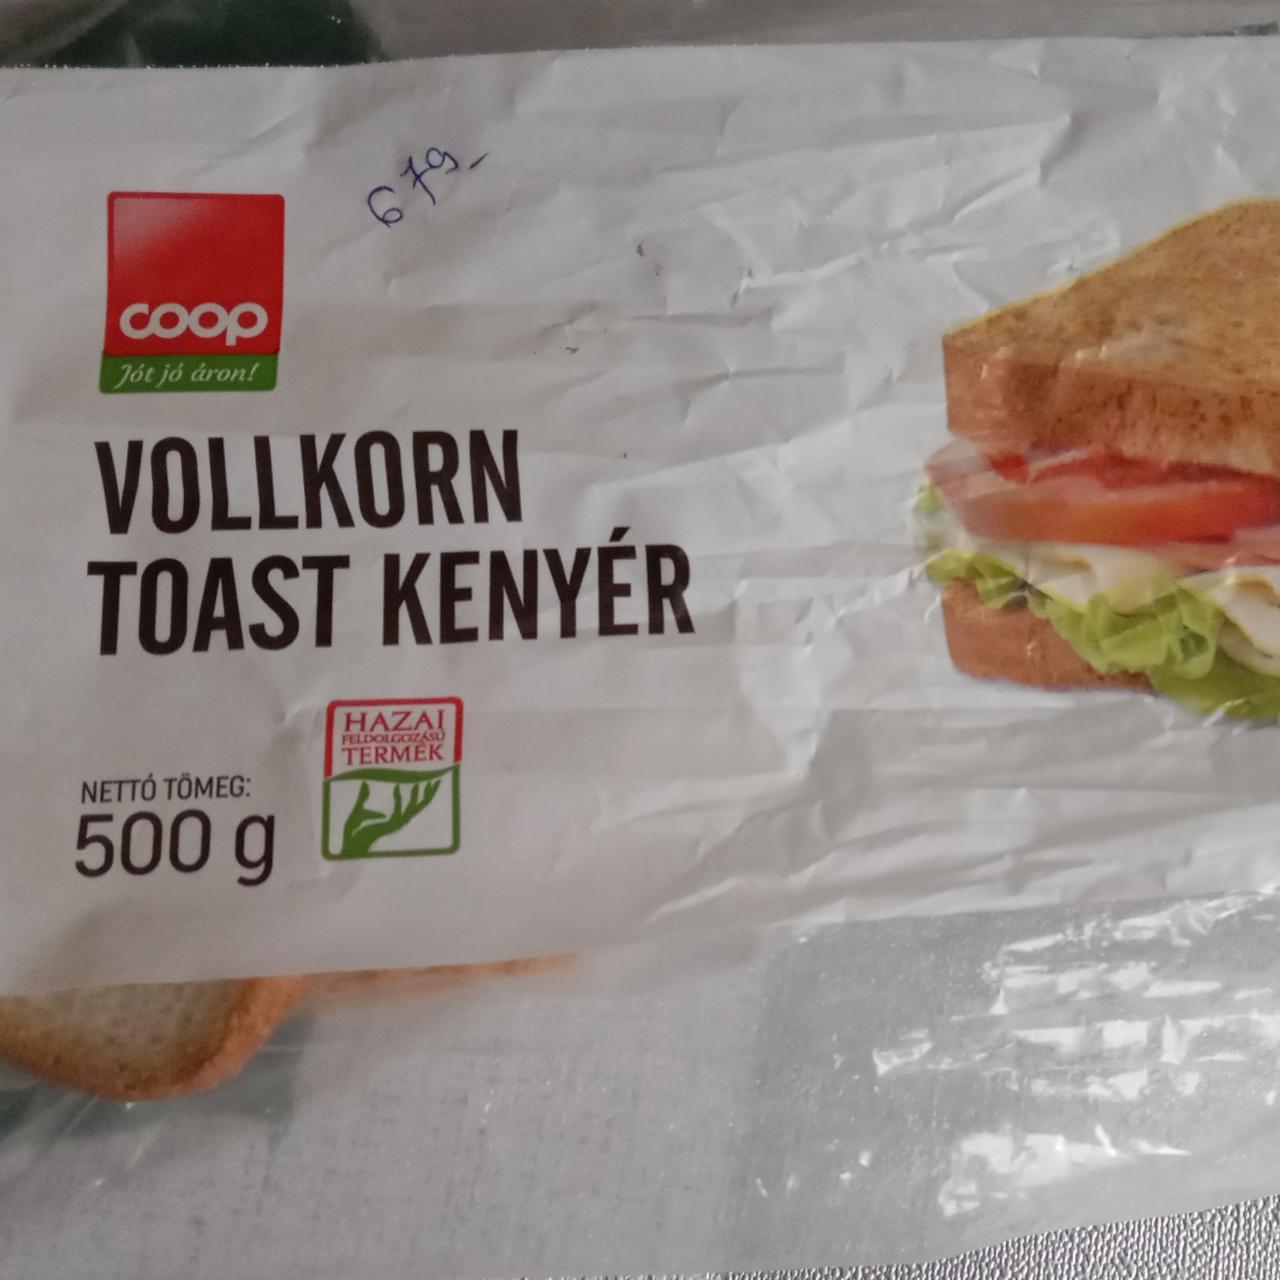 679,-
coop
Jót jó áron!
VOLLKORN
TOAST KENYÉR
HAZAI
FELDOLGOZÁSÚ
TERMÉK
NETTÓ TÖMEG:
500 g